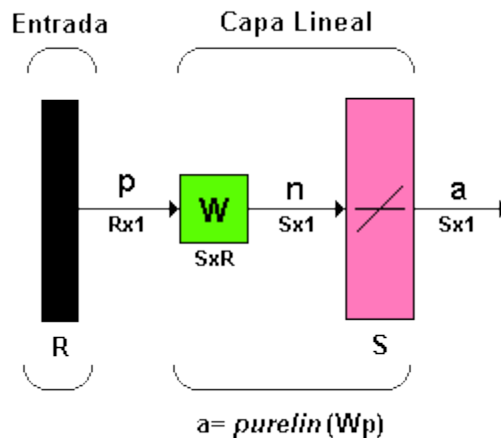 Entrada Capa Lineal
p n a
W
Rx1 Sx1 Sx1
SxR
R S
a= purelin (Wp)